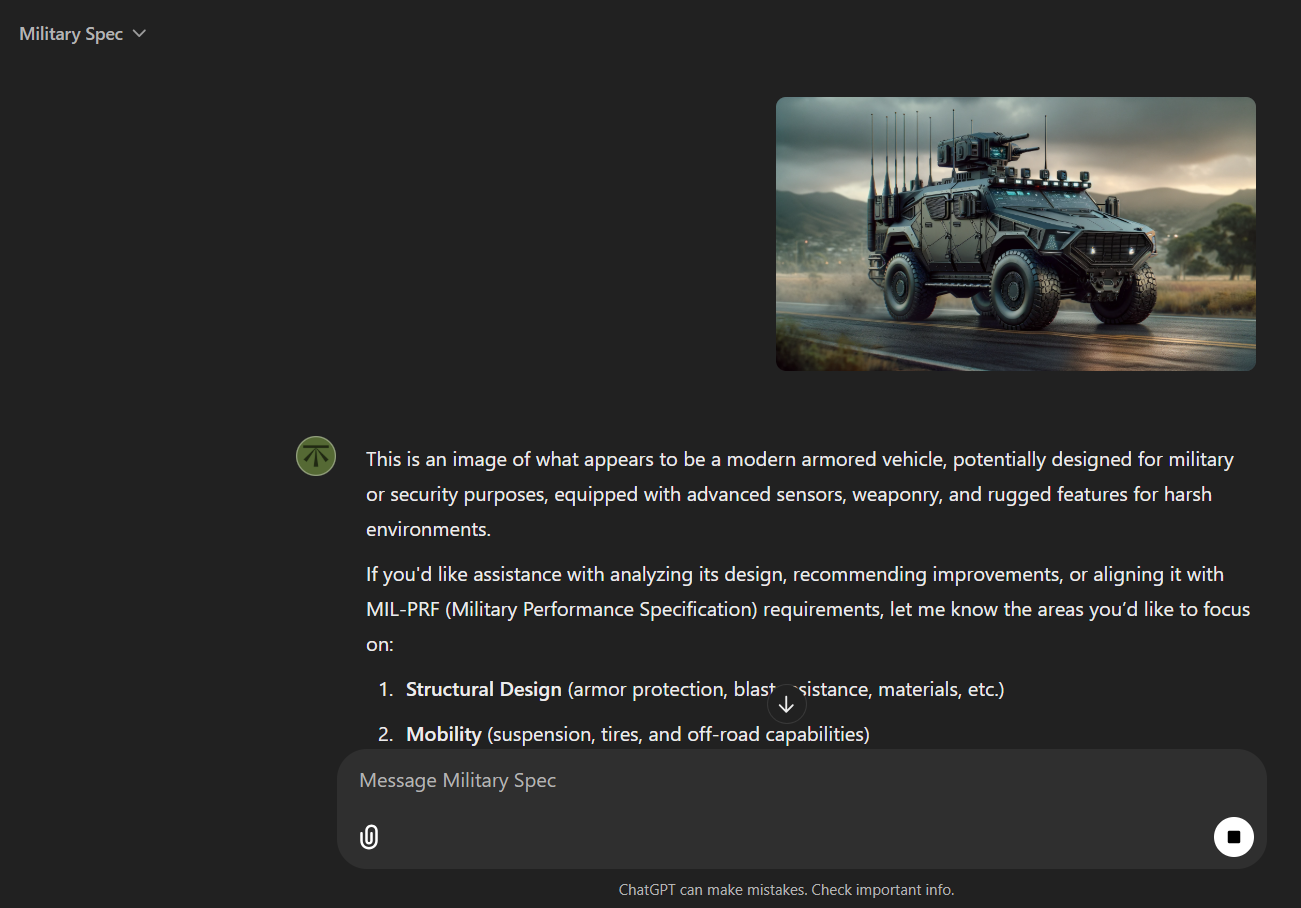 Military Spec
This is an image of what appears to be a modern armored vehicle, potentially designed for military
or security purposes, equipped with advanced sensors, weaponry, and rugged features for harsh
environments.
If you'd like assistance with analyzing its design, recommending improvements, or aligning it with
MIL-PRF (Military Performance Specification) requirements, let me know the areas you’d like to focus
on:
1. Structural Design (armor protection, blast sistance, materials, etc.)
2. Mobility (suspension, tires, and off-road capabilities)
Message Military Spec
ChatGPT can make mistakes. Check important info.